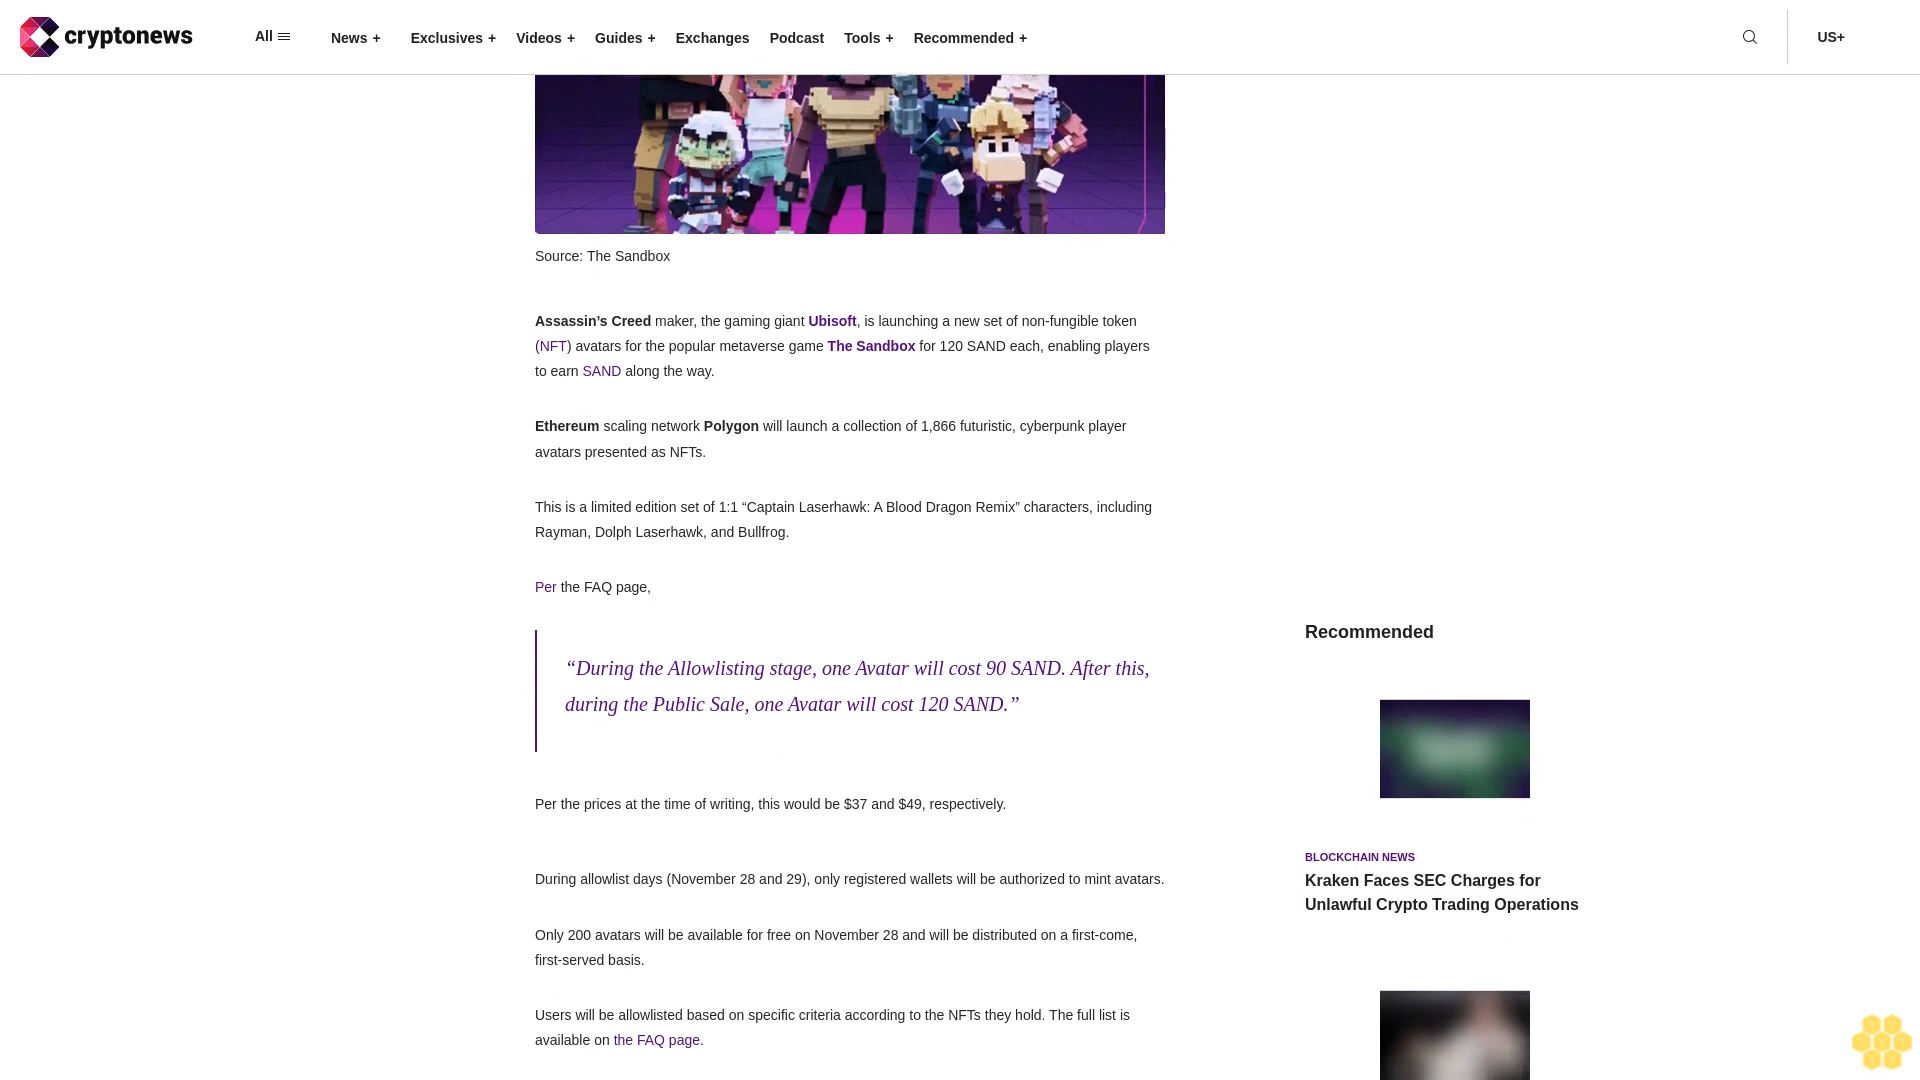 cryptonews
All
News +
Exclusives +
Videos +
Guides +
Exchanges
Podcast
Tools +
Recommended +
US+
Source: The Sandbox
Assassin’s Creed maker, the gaming giant Ubisoft, is launching a new set of non-fungible token
(NFT) avatars for the popular metaverse game The Sandbox for 120 SAND each, enabling players
to earn SAND along the way.
Ethereum scaling network Polygon will launch a collection of 1,866 futuristic, cyberpunk player
avatars presented as NFTs.
This is a limited edition set of 1:1 “Captain Laserhawk: A Blood Dragon Remix” characters, including
Rayman, Dolph Laserhawk, and Bullfrog.
Per the FAQ page,
“During the Allowlisting stage, one Avatar will cost 90 SAND. After this,
during the Public Sale, one Avatar will cost 120 SAND.”
Per the prices at the time of writing, this would be $37 and $49, respectively.
During allowlist days (November 28 and 29), only registered wallets will be authorized to mint avatars.
Only 200 avatars will be available for free on November 28 and will be distributed on a first-come,
first-served basis.
Users will be allowlisted based on specific criteria according to the NFTs they hold. The full list is
available on the FAQ page.
Recommended
BLOCKCHAIN NEWS
Kraken Faces SEC Charges for
Unlawful Crypto Trading Operations